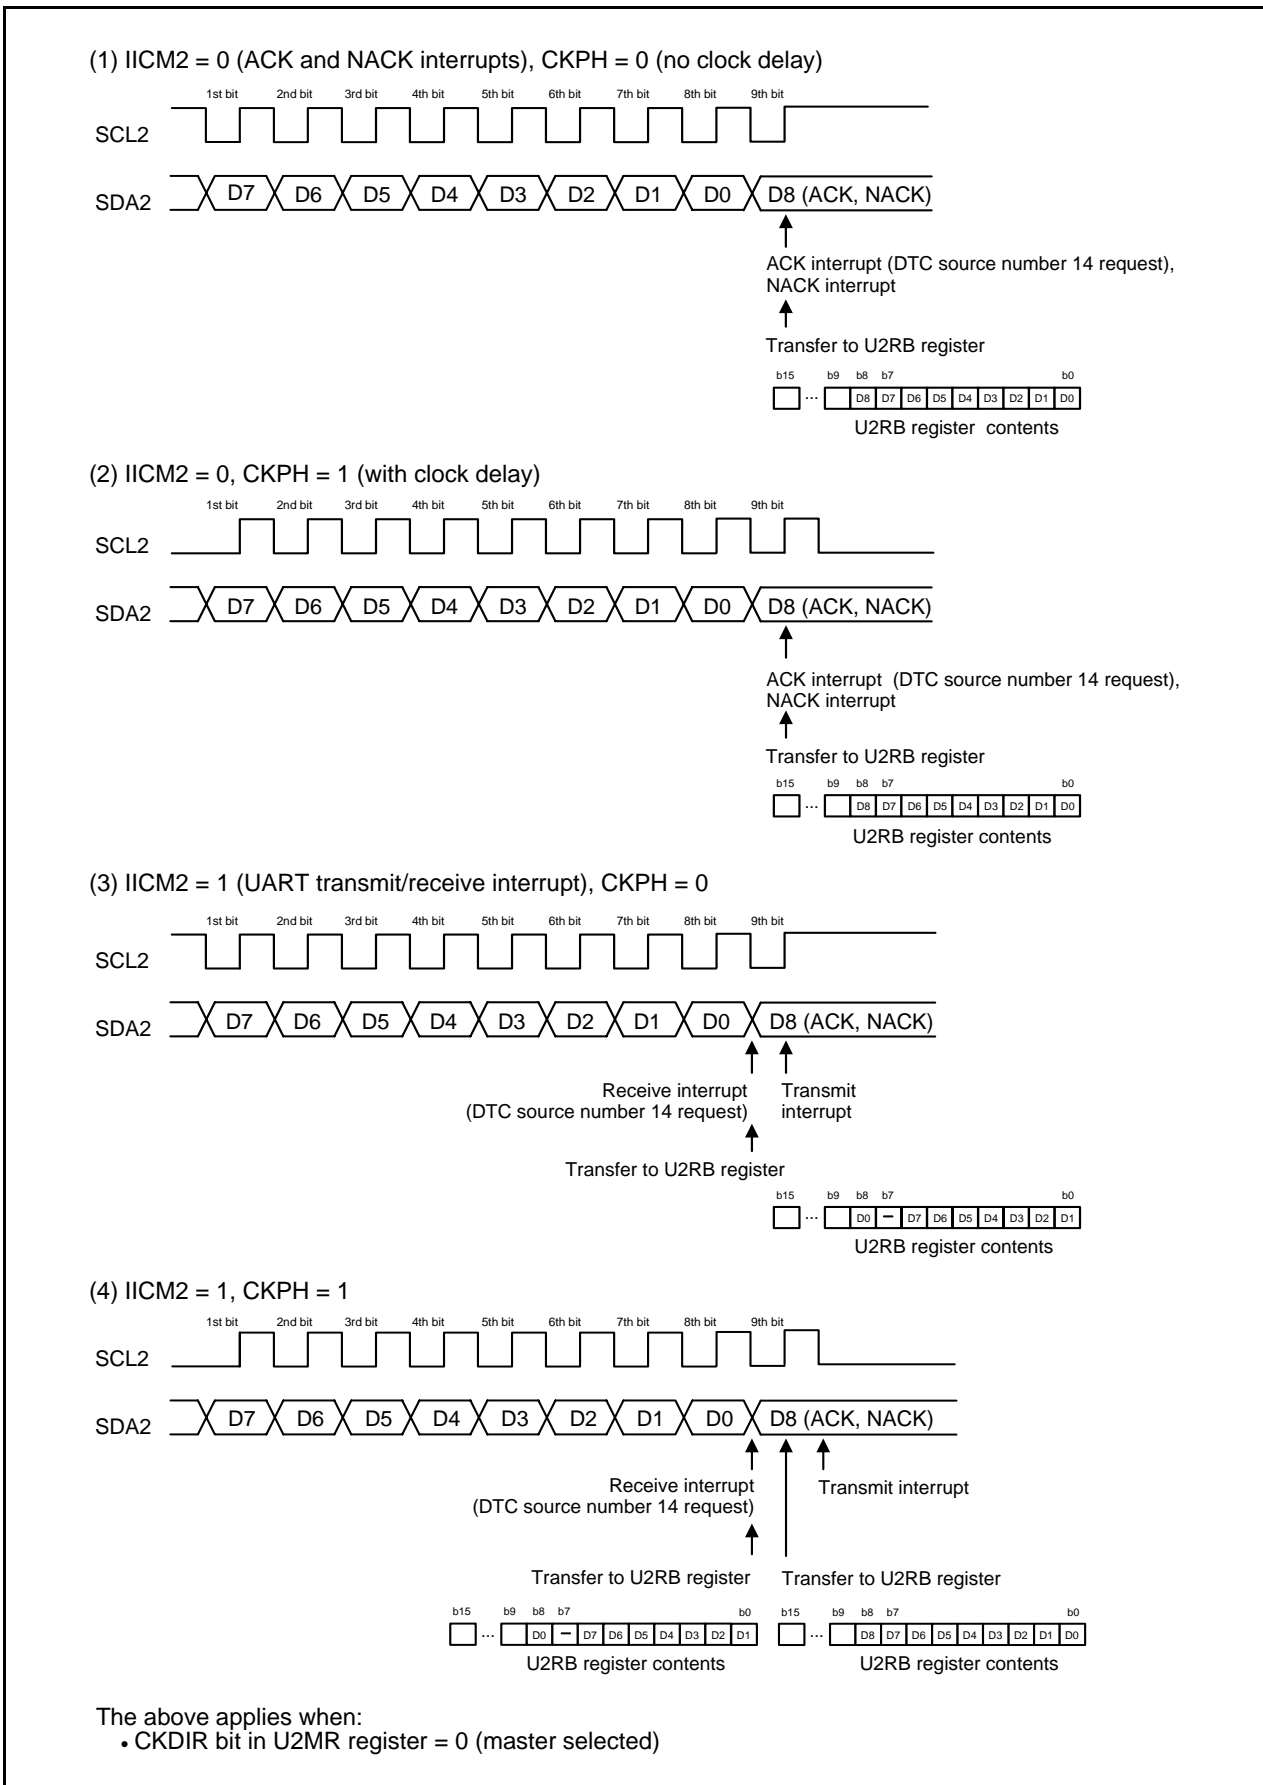 (1) IICM2 = 0 (ACK and NACK interrupts), CKPH = 0 (no clock delay)
1st bit 2nd bit 3rd bit 4th bit 5th bit 6th bit 7th bit 8th bit 9th bit
SCL2
SDA2 D7 D6 D5 D4 D3 D2 D1 D0 D8 (ACK, NACK)
ACK interrupt (DTC source number 14 request),
NACK interrupt
Transfer to U2RB register
b15 b9 b8 b7 b0
... D8 D7 D6 D5 D4 D3 D2 D1 D0
U2RB register contents
(2) IICM2 = 0, CKPH = 1 (with clock delay)
1st bit 2nd bit 3rd bit 4th bit 5th bit 6th bit 7th bit 8th bit 9th bit
SCL2
SDA2 D7 D6 D5 D4 D3 D2 D1 D0 D8 (ACK, NACK)
ACK interrupt (DTC source number 14 request),
NACK interrupt
Transfer to U2RB register
b15 b9 b8 b7 b0
... D8 D7 D6 D5 D4 D3 D2 D1 D0
U2RB register contents
(3) IICM2 = 1 (UART transmit/receive interrupt), CKPH = 0
1st bit 2nd bit 3rd bit 4th bit 5th bit 6th bit 7th bit 8th bit 9th bit
SCL2
SDA2 D7 D6 D5 D4 D3 D2 D1 D0 D8 (ACK, NACK)
Receive interrupt Transmit
(DTC source number 14 request) interrupt
Transfer to U2RB register
b15 b9 b8 b7 b0
... D0 – D7 D6 D5 D4 D3 D2 D1
U2RB register contents
(4) IICM2 = 1, CKPH = 1
1st bit 2nd bit 3rd bit 4th bit 5th bit 6th bit 7th bit 8th bit 9th bit
SCL2
SDA2 D7 D6 D5 D4 D3 D2 D1 D0 D8 (ACK, NACK)
Receive interrupt Transmit interrupt
(DTC source number 14 request)
Transfer to U2RB register Transfer to U2RB register
b15 b9 b8 b7 b0 b15 b9 b8 b7 b0
... D0 – D7 D6 D5 D4 D3 D2 D1 ... D8 D7 D6 D5 D4 D3 D2 D1 D0
U2RB register contents U2RB register contents
The above applies when:
• CKDIR bit in U2MR register = 0 (master selected)